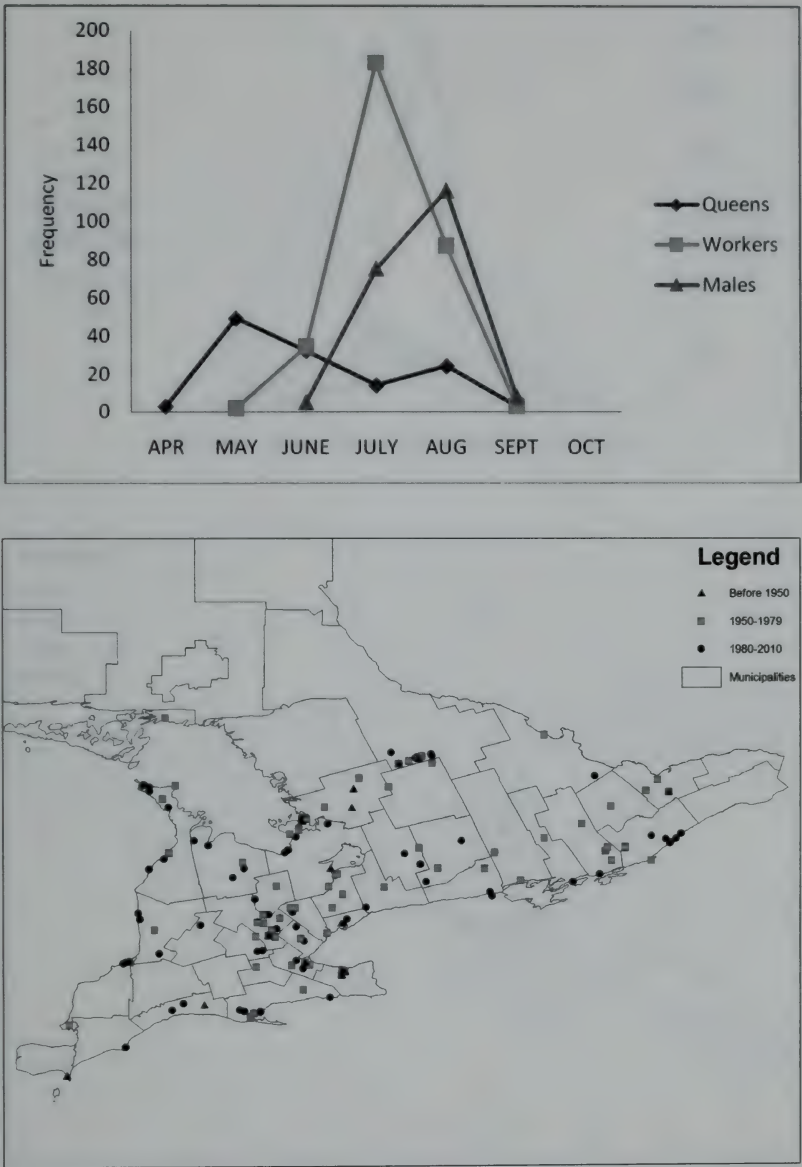 200
180
160
140
120
100
80
60
40
20
0
Frequency
APR MAY JUNE JULY AUG SEPT OCT
Queens
Workers
Males
Legend
Before 1950
1950-1979
1980-2010
Municipalities